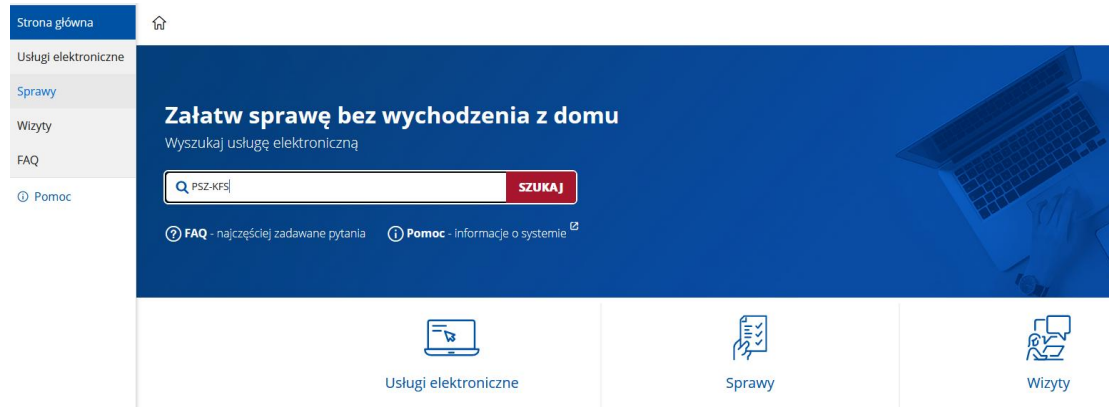 Strona główna
Usługi elektroniczne
Sprawy
Wizyty
FAQ
Pomoc
Załatw sprawę bez wychodzenia z domu
Wyszukaj usługę elektroniczną
PSZ-KFS SZUKAJ
FAQ - najczęściej zadawane pytania Pomoc - informacje o systemie
Usługi elektroniczne Sprawy Wizyty